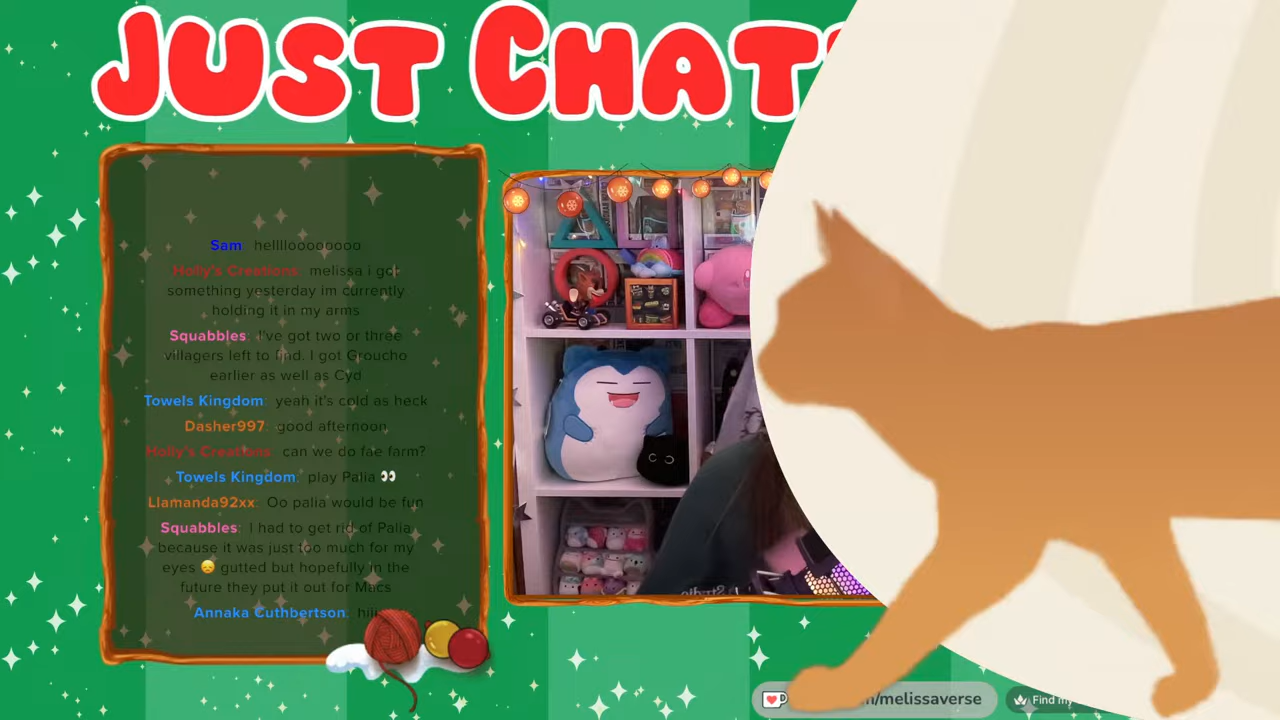 JUST CHAT
Sam: helllloooooooo
Holly's Creations: melissa i got
something yesterday im currently
holding it in my arms
Squabbles: I've got two or three
villagers left to find. I got Groucho
earlier as well as Cyd
Towels Kingdom: yeah it's cold as heck
Dasher997: good afternoon
Holly's Creations: can we do fae farm?
Towels Kingdom: play Palia 👀
Llamanda92xx: Oo palia would be fun
Squabbles: I had to get rid of Palia
because it was just too much for my
eyes 😞 gutted but hopefully in the
future they put it out for Macs
Annaka Cuthbertson: hiii
/melissaverse
Find my